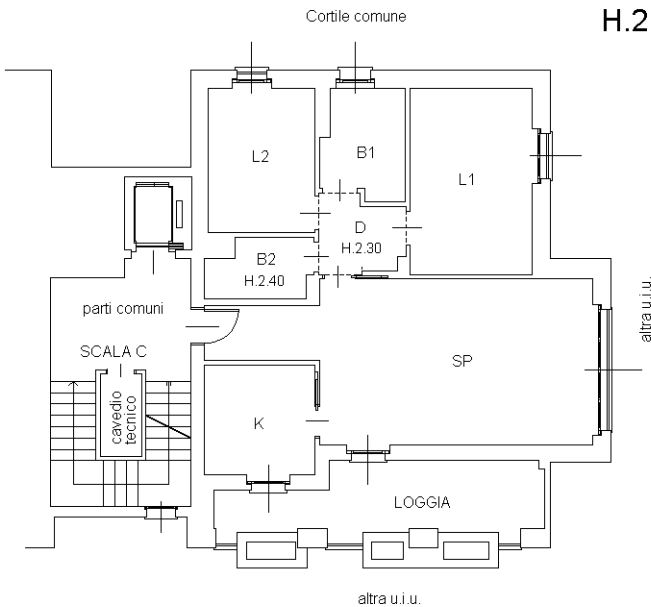 Cortile comune
H.2
L2
B1
L1
D
H.2.30
B2
H.2.40
parti comuni
SCALA C
cavedio
tecnico
SP
altra u.i.u.
K
LOGGIA
altra u.i.u.